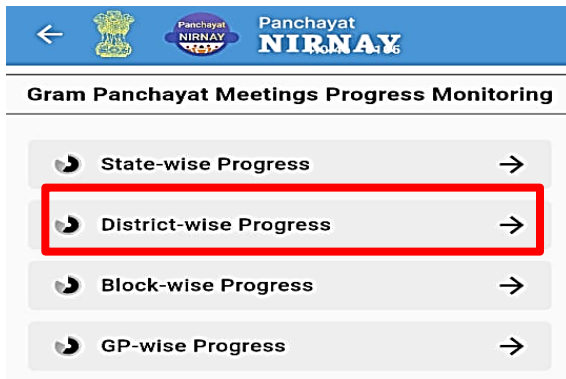 Panchayat
NIRNAY
Panchayat
NIRNAY
Gram Panchayat Meetings Progress Monitoring
State-wise Progress
District-wise Progress
Block-wise Progress
GP-wise Progress